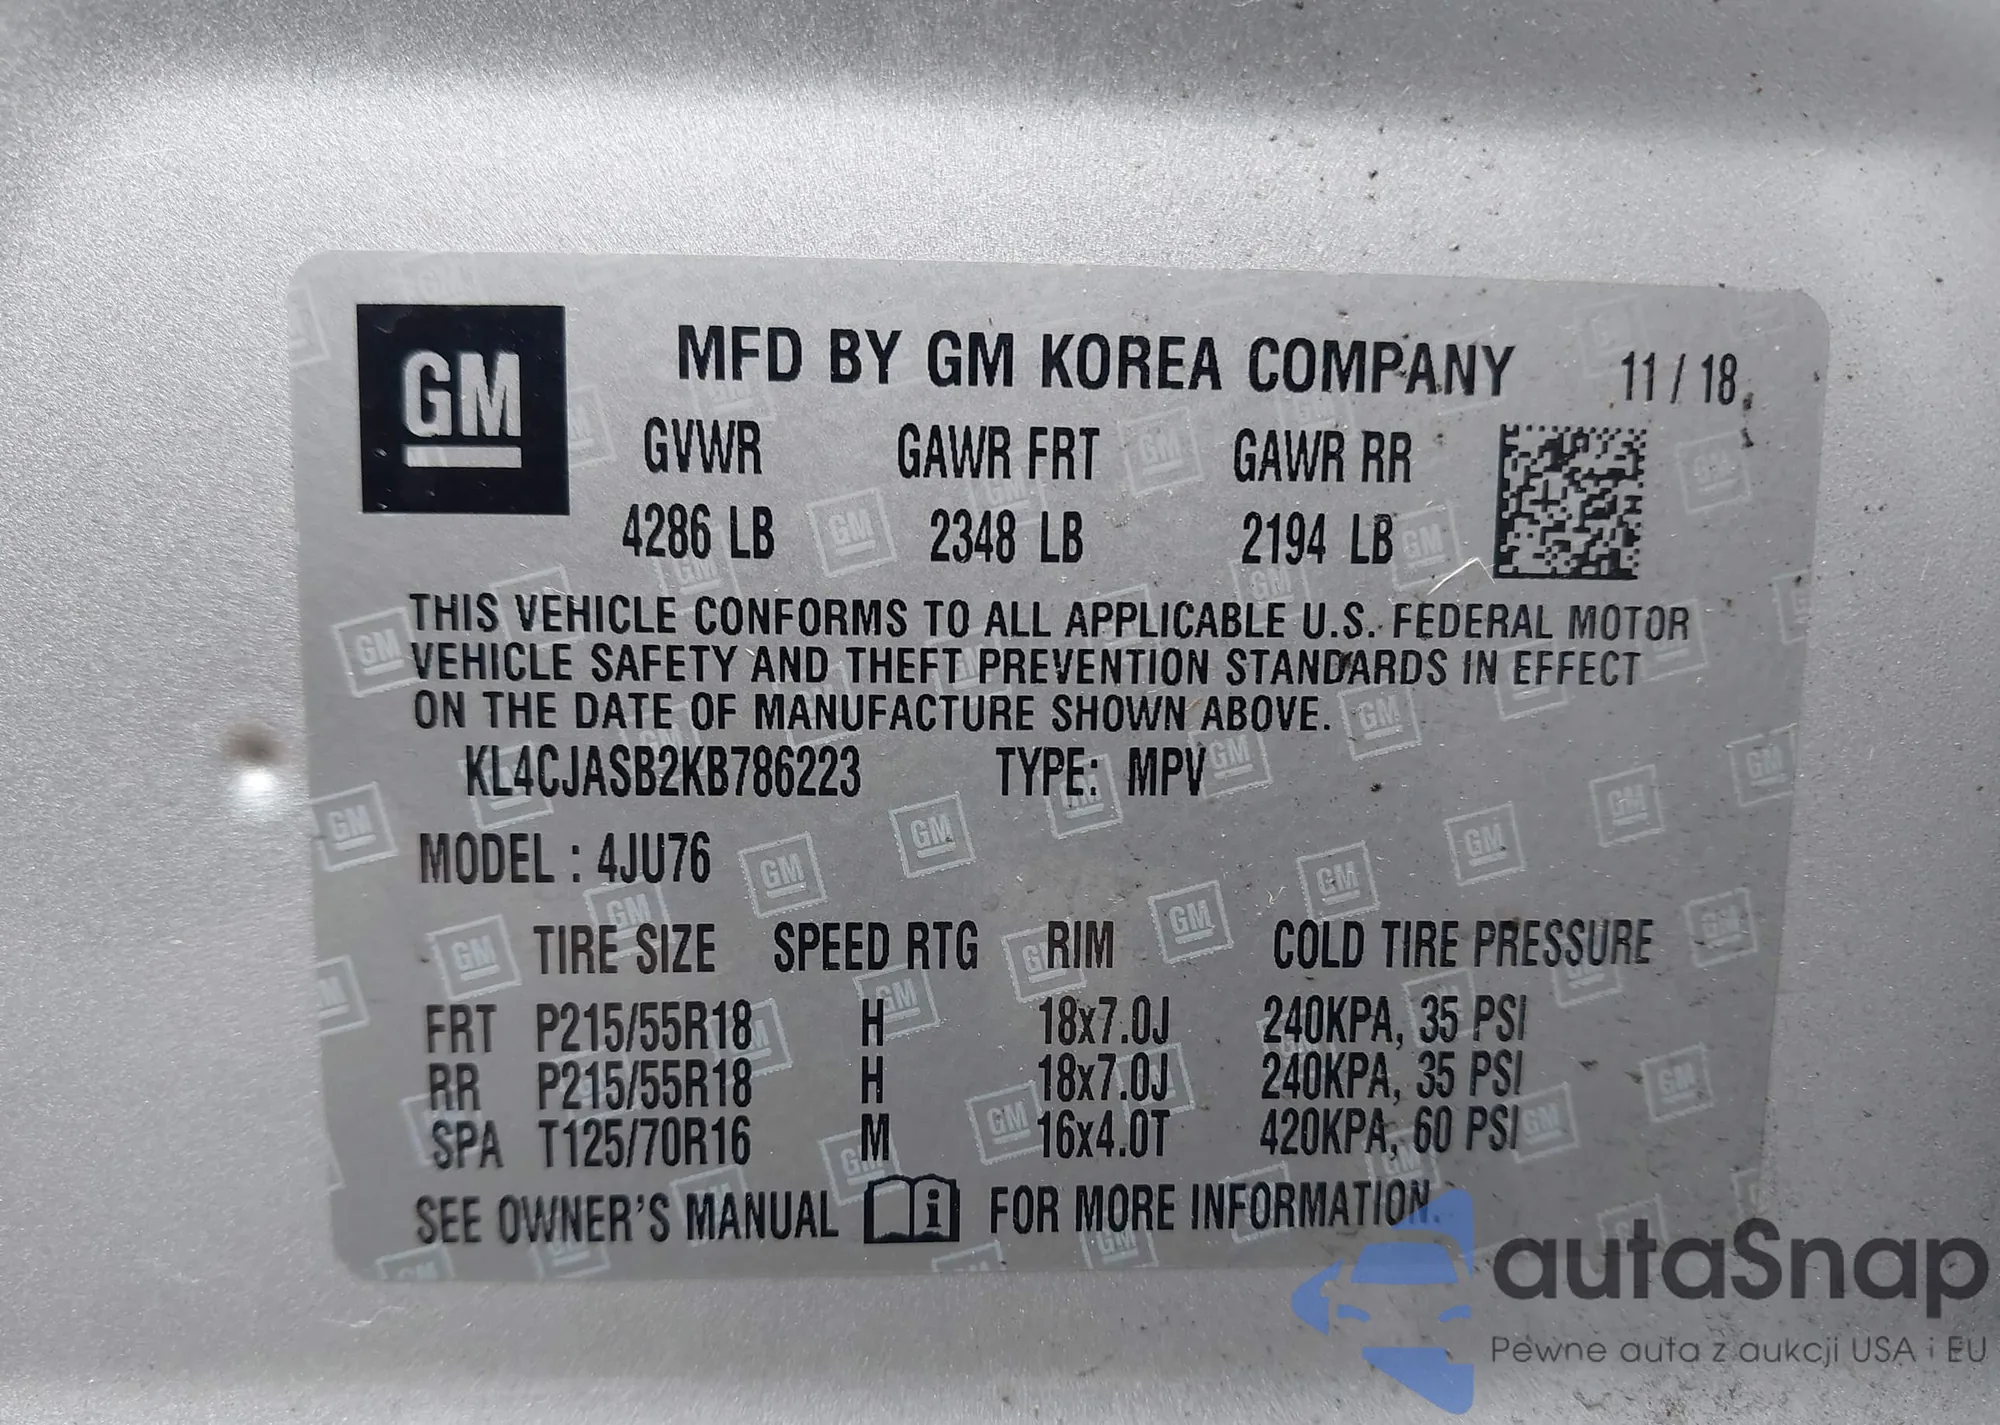 GM
MFD BY GM KOREA COMPANY 11 / 18
GVWR GAWR FRT GAWR RR
4286 LB 2348 LB 2194 LB
THIS VEHICLE CONFORMS TO ALL APPLICABLE U.S. FEDERAL MOTOR
VEHICLE SAFETY AND THEFT PREVENTION STANDARDS IN EFFECT
ON THE DATE OF MANUFACTURE SHOWN ABOVE.
KL4CJASB2KB786223 TYPE: MPV
MODEL : 4JU76
TIRE SIZE SPEED RTG RIM COLD TIRE PRESSURE
FRT P215/55R18 H 18x7.0J 240KPA, 35 PSI
RR P215/55R18 H 18x7.0J 240KPA, 35 PSI
SPA T125/70R16 M 16x4.0T 420KPA, 60 PSI
SEE OWNER'S MANUAL i FOR MORE INFORMATION.
autaSnap
Pewne auta z aukcji USA i EU